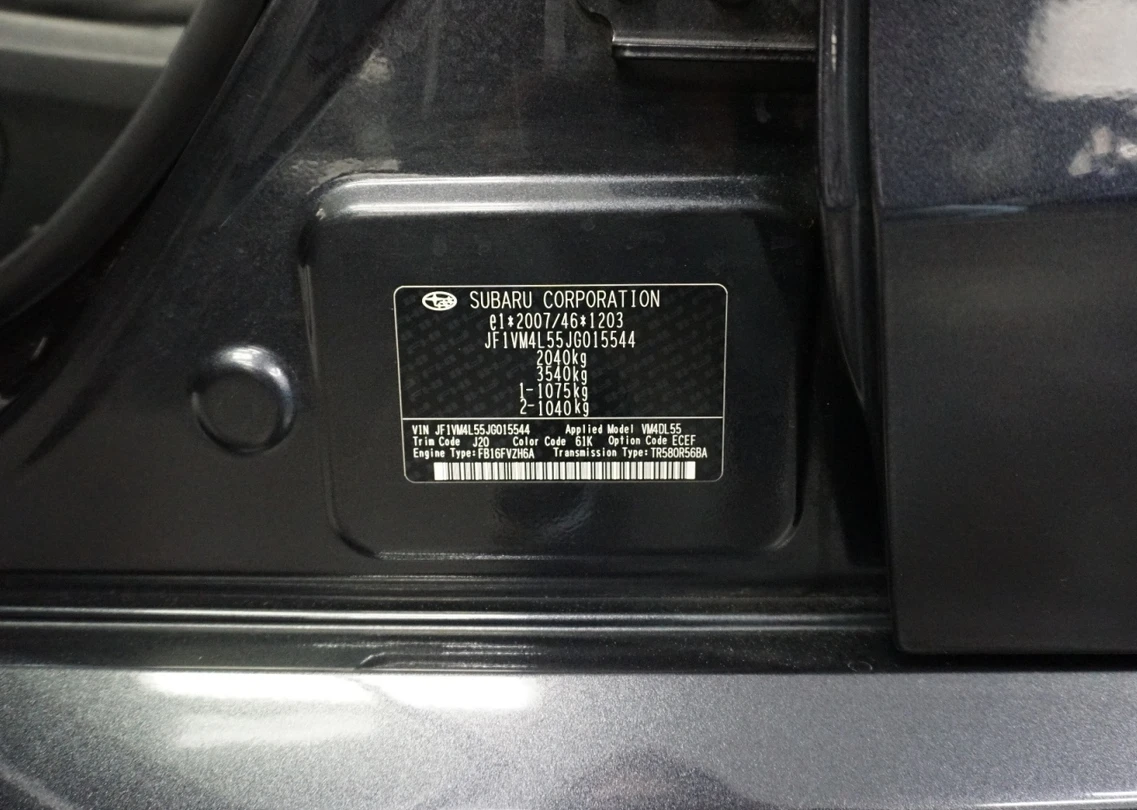 SUBARU CORPORATION
e1*2007/46*1203
JF1VM4L55JG015544
2040kg
3540kg
1-1075kg
2-1040kg
VIN JF1VM4L55JG015544 Applied Model VM4DL55
Trim Code J20 Color Code 61K Option Code ECEF
Engine Type:FB16FVZH6A Transmission Type:TR580R56BA